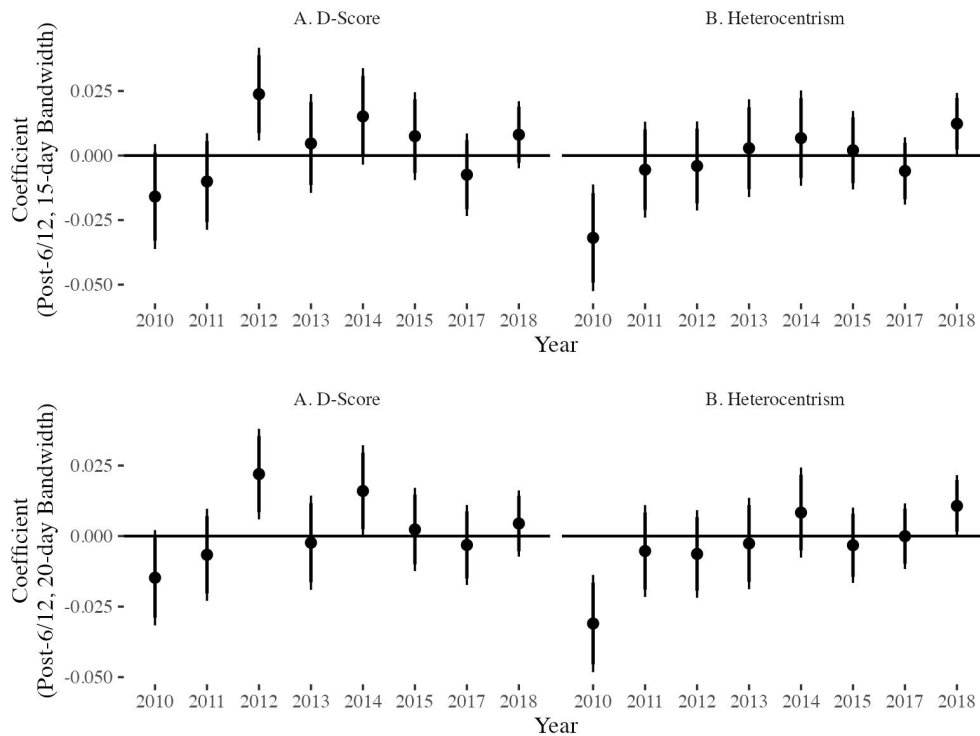 A. D-Score
B. Heterocentrism
Coefficient
(Post-6/12, 15-day Bandwidth)
0.025
0.000
-0.025
-0.050
2010 2011 2012 2013 2014 2015 2017 2018
2010 2011 2012 2013 2014 2015 2017 2018
Year
A. D-Score
B. Heterocentrism
Coefficient
(Post-6/12, 20-day Bandwidth)
0.025
0.000
-0.025
-0.050
2010 2011 2012 2013 2014 2015 2017 2018
2010 2011 2012 2013 2014 2015 2017 2018
Year